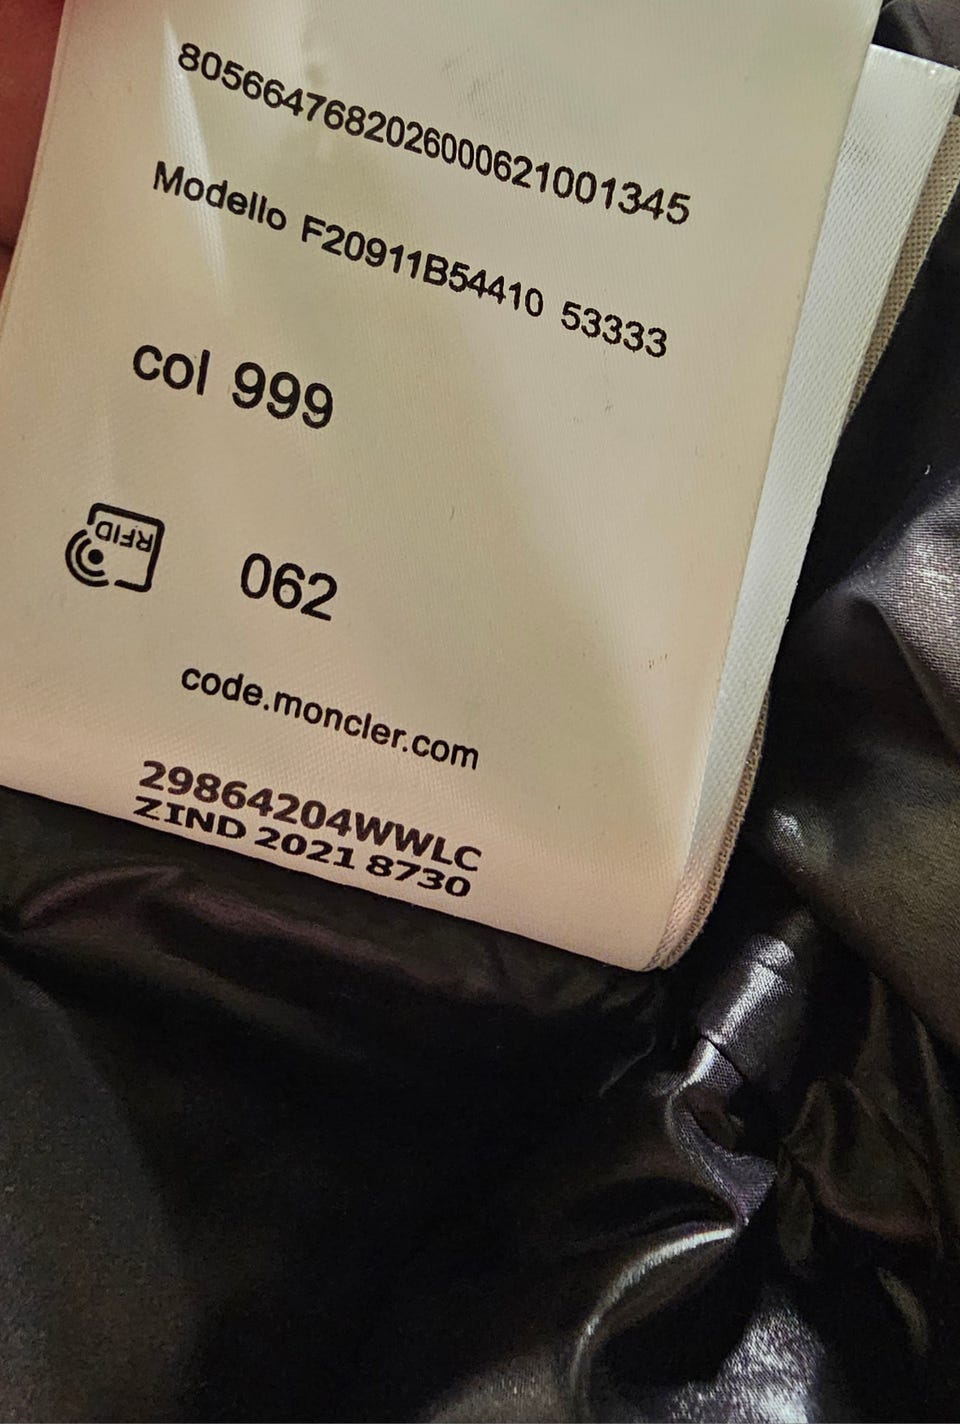 8056647682026000621001345
Modello F20911B54410 53333
col 999
RFID
062
code.moncler.com
29864204WWLC
ZIND 2021 8730